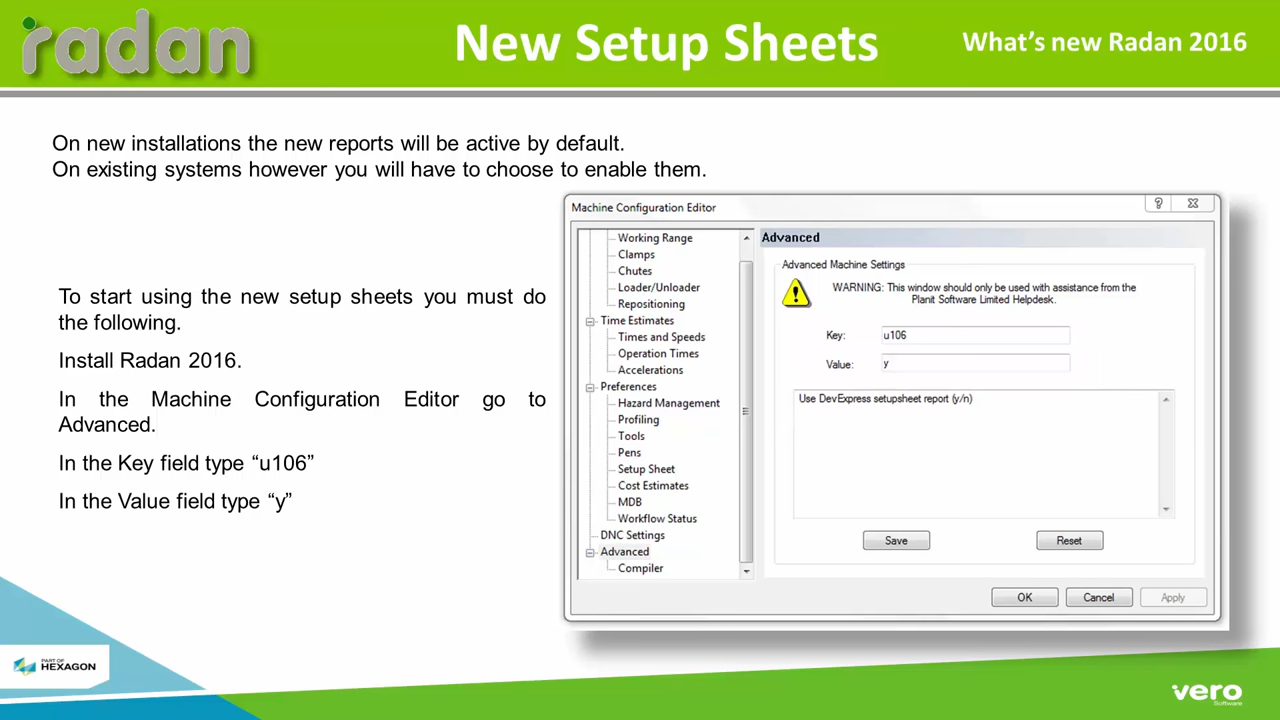 radan
New Setup Sheets
What's new Radan 2016
On new installations the new reports will be active by default.
On existing systems however you will have to choose to enable them.
To start using the new setup sheets you must do
the following.
Install Radan 2016.
In the Machine Configuration Editor go to
Advanced.
In the Key field type “u106”
In the Value field type “y”
Machine Configuration Editor
Working Range
Clamps
Chutes
Loader/Unloader
Repositioning
Time Estimates
Times and Speeds
Operation Times
Accelerations
Preferences
Hazard Management
Profiling
Tools
Pens
Setup Sheet
Cost Estimates
MDB
Workflow Status
DNC Settings
Advanced
Compiler
Advanced
Advanced Machine Settings
WARNING: This window should only be used with assistance from the
Planit Software Limited Helpdesk.
Key: u106
Value: y
Use DevExpress setupsheet report (y/n)
Save Reset
OK Cancel Apply
PART OF
HEXAGON
vero
Software